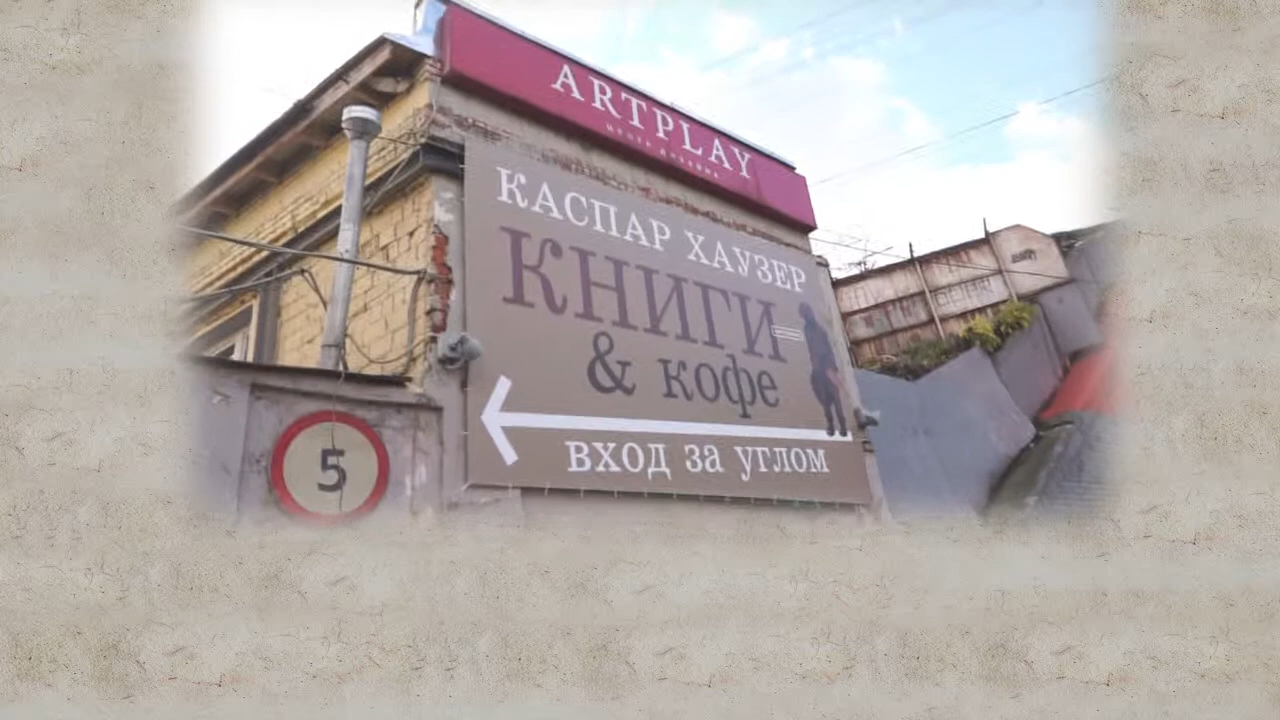 ARTPLAY
КАСПАР ХАУЗЕР
КНИГИ
& кофе
вход за углом
5